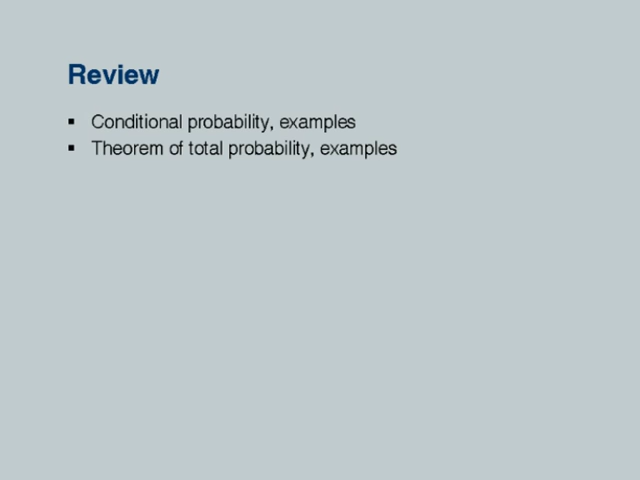 Review
▪ Conditional probability, examples
▪ Theorem of total probability, examples